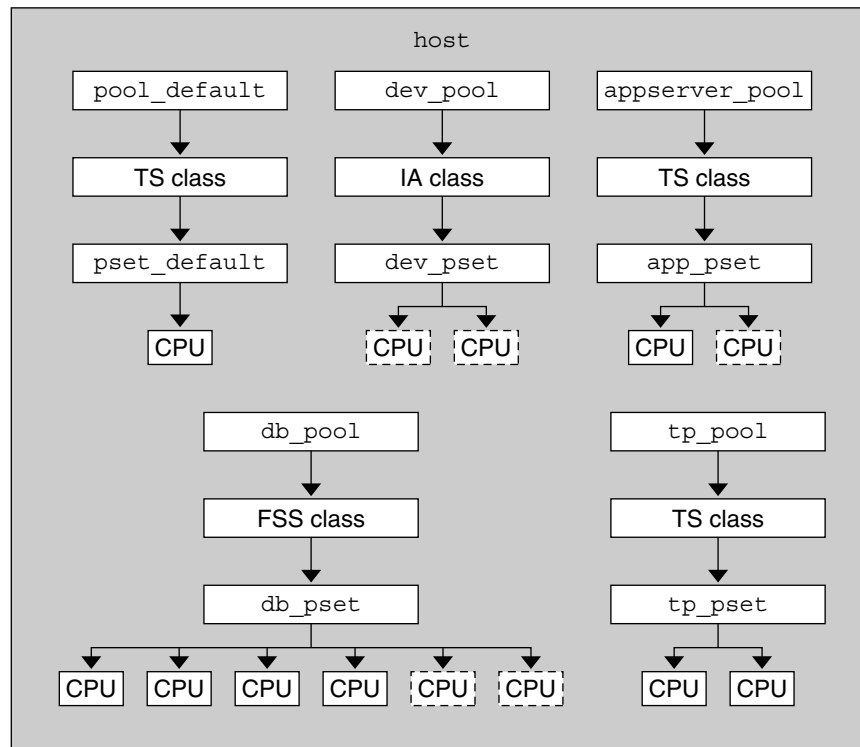 host
pool_default
dev_pool
appserver_pool
TS class
IA class
TS class
pset_default
dev_pset
app_pset
CPU
CPU
CPU
CPU
CPU
db_pool
tp_pool
FSS class
TS class
db_pset
tp_pset
CPU
CPU
CPU
CPU
CPU
CPU
CPU
CPU